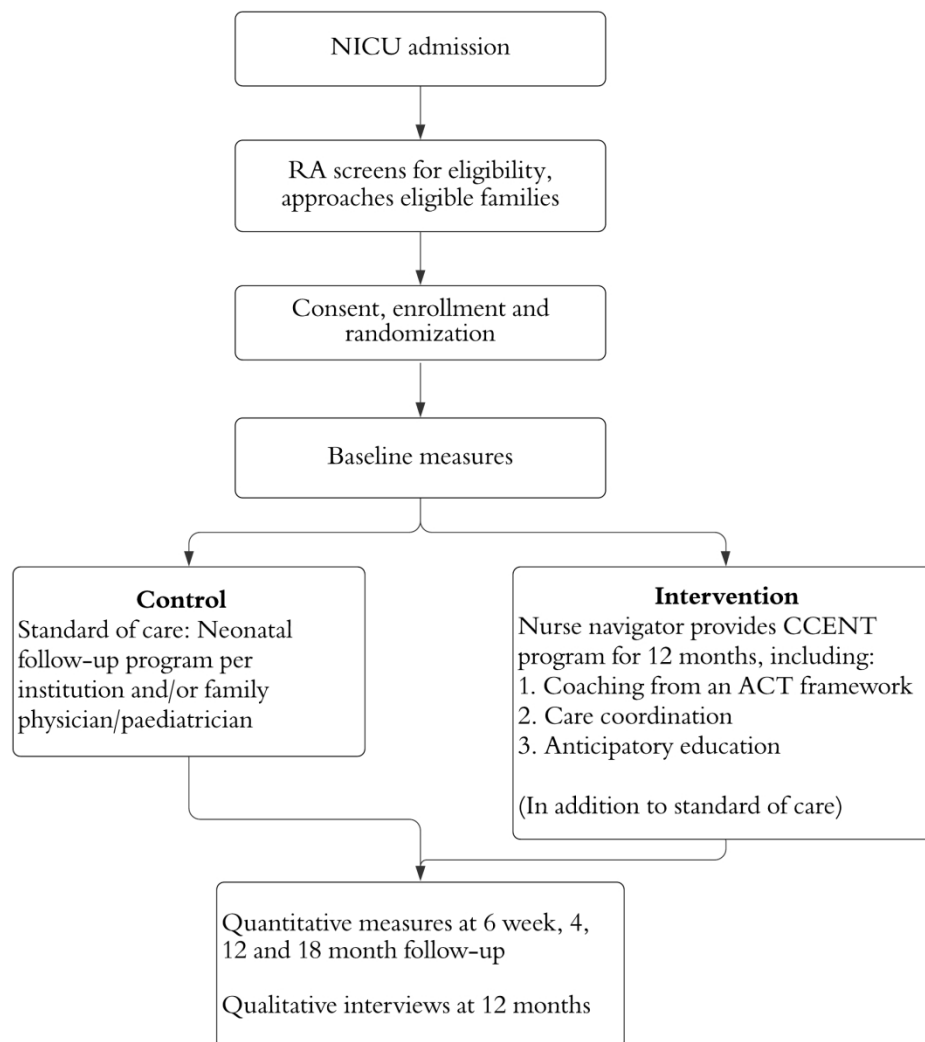 NICU admission
RA screens for eligibility,
approaches eligible families
Consent, enrollment and
randomization
Baseline measures
Control
Standard of care: Neonatal
follow-up program per
institution and/or family
physician/paediatrician
Intervention
Nurse navigator provides CCENT
program for 12 months, including:
1. Coaching from an ACT framework
2. Care coordination
3. Anticipatory education
(In addition to standard of care)
Quantitative measures at 6 week, 4,
12 and 18 month follow-up
Qualitative interviews at 12 months